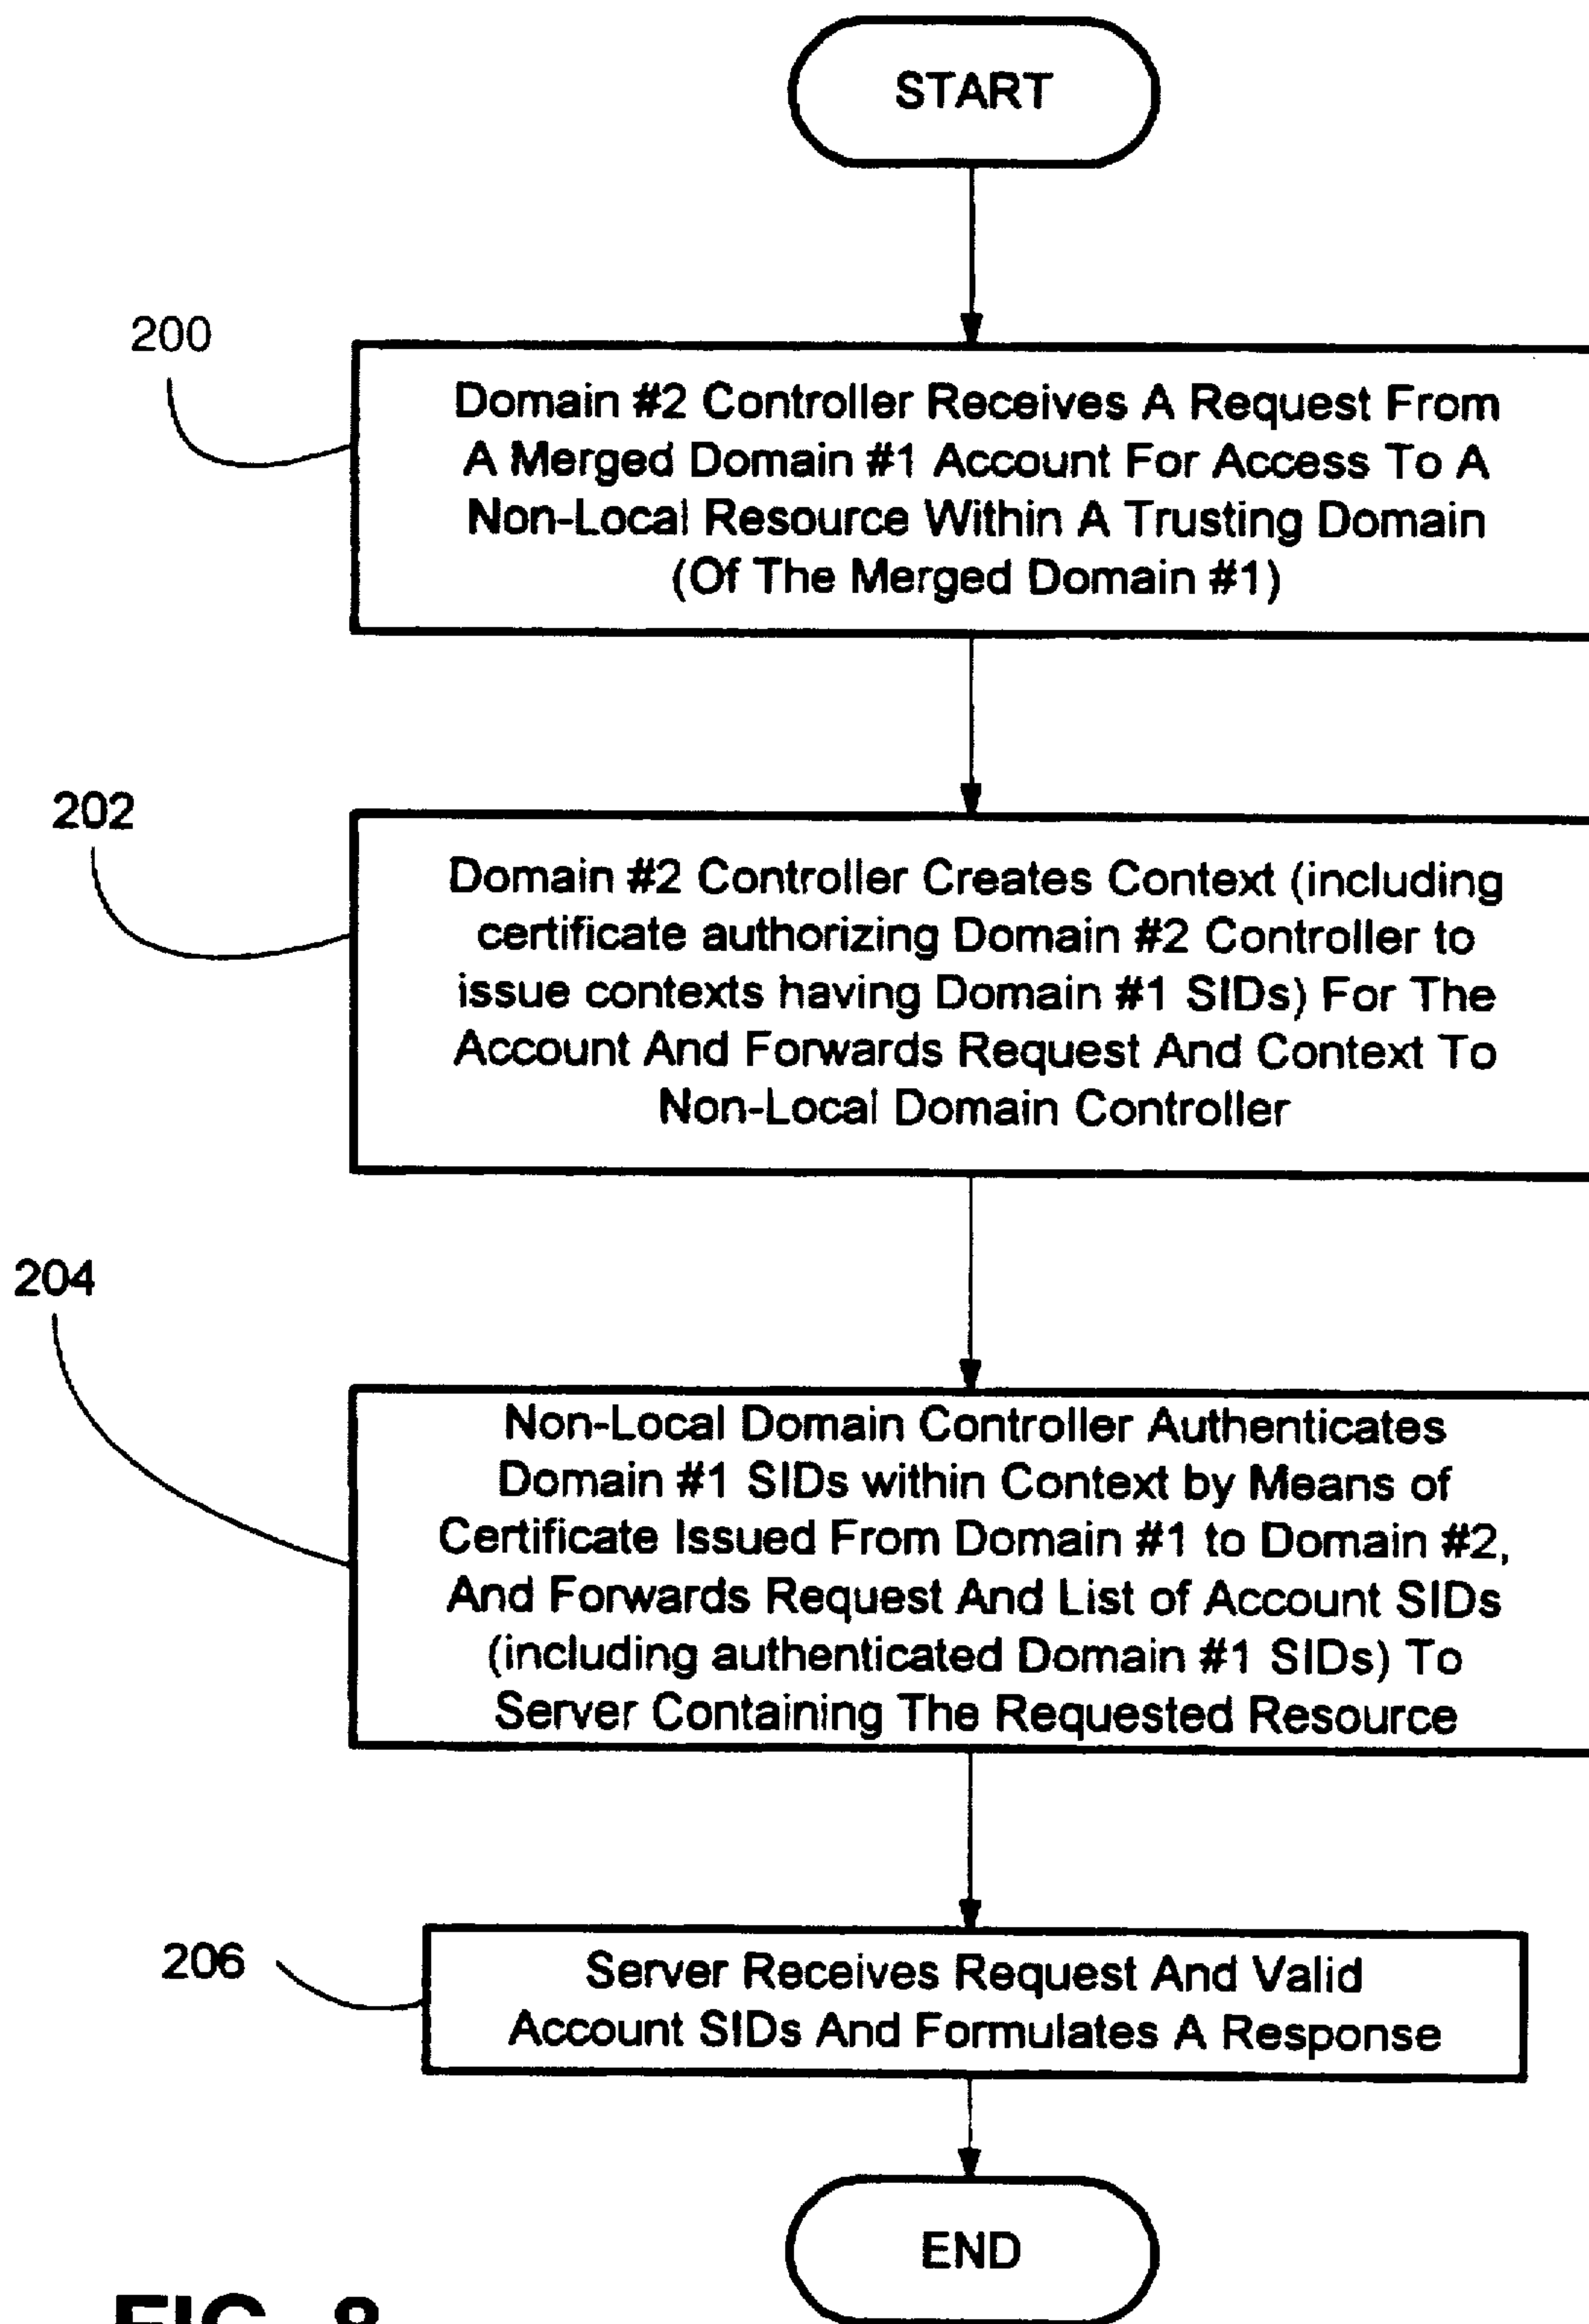 START
200
Domain #2 Controller Receives A Request From
A Merged Domain #1 Account For Access To A
Non-Local Resource Within A Trusting Domain
(Of The Merged Domain #1)
202
Domain #2 Controller Creates Context (including
certificate authorizing Domain #2 Controller to
issue contexts having Domain #1 SIDs) For The
Account And Forwards Request And Context To
Non-Local Domain Controller
204
Non-Local Domain Controller Authenticates
Domain #1 SIDs within Context by Means of
Certificate Issued From Domain #1 to Domain #2,
And Forwards Request And List of Account SIDs
(including authenticated Domain #1 SIDs) To
Server Containing The Requested Resource
206
Server Receives Request And Valid
Account SIDs And Formulates A Response
END
FIG. 8